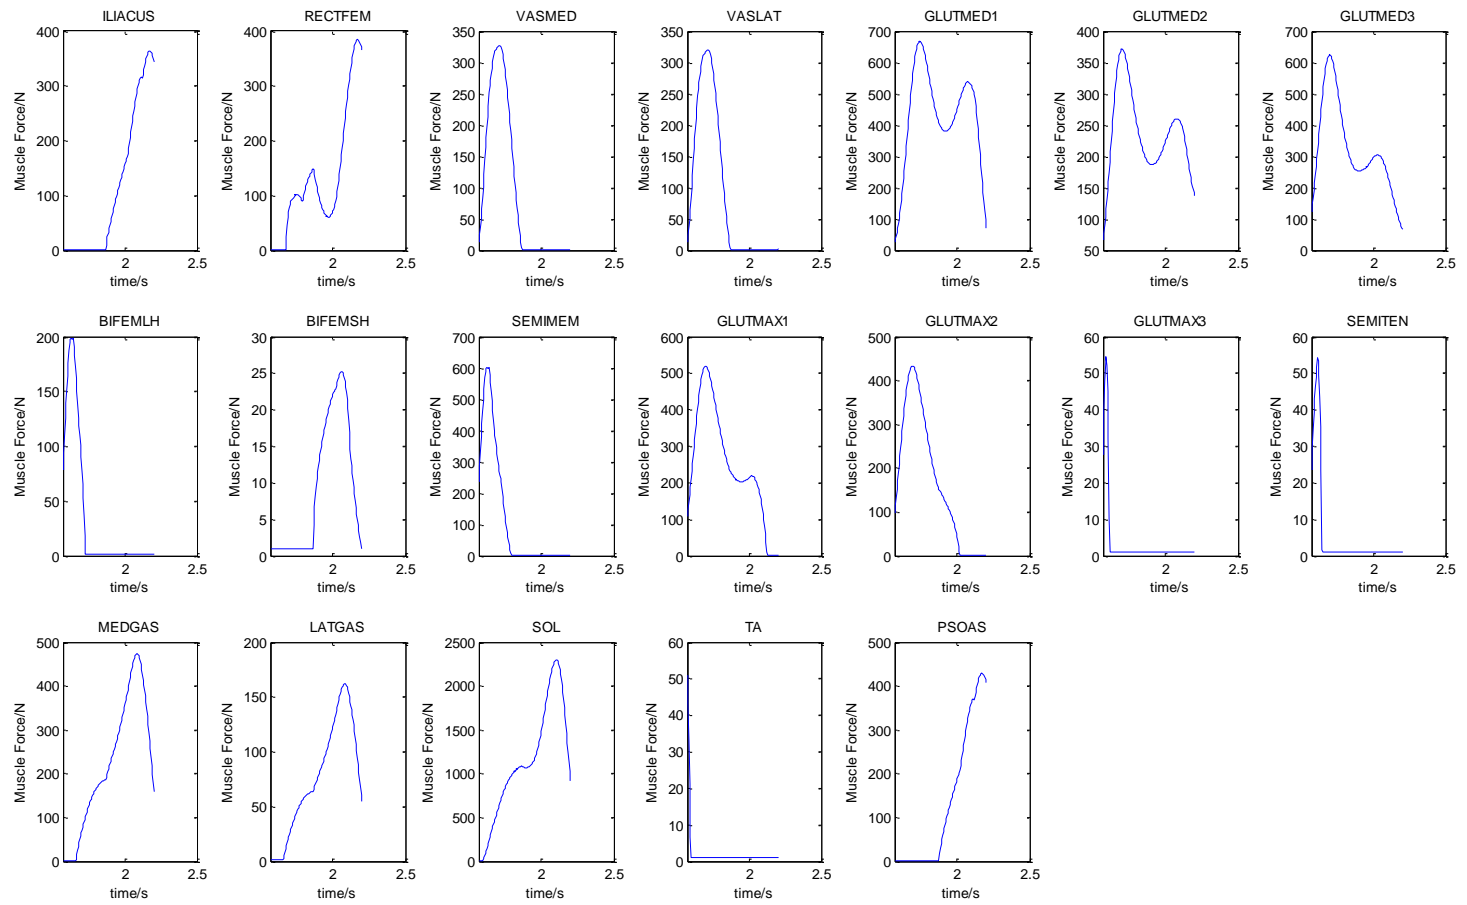 ILIACUS RECTFEM VASMED VASLAT GLUTMED1 GLUTMED2 GLUTMED3
400 400 350 350 700 400 700
350 600
300 300 300 300 600 350
250 250 500 300 500
200 200 200 200 400 250 400
150 150 300 200 300
100 100 100 100 200 150 200
50 50 100 100 100
0 0 0 0 0 50 0
Muscle Force/N Muscle Force/N Muscle Force/N Muscle Force/N Muscle Force/N Muscle Force/N Muscle Force/N
2 2.5 2 2.5 2 2.5 2 2.5 2 2.5 2 2.5 2 2.5
time/s time/s time/s time/s time/s time/s time/s
BIFEMLH BIFEMSH SEMIMEM GLUTMAX1 GLUTMAX2 GLUTMAX3 SEMITEN
200 30 700 600 500 60 60
25 600 500 50 50
150 500 400
20 400 40 40
100 15 300 300 30 30
10 300 200 200 20 20
50 5 200 100 100 10 10
100
0 0 0 0 0 0 0
Muscle Force/N Muscle Force/N Muscle Force/N Muscle Force/N Muscle Force/N Muscle Force/N Muscle Force/N
2 2.5 2 2.5 2 2.5 2 2.5 2 2.5 2 2.5 2 2.5
time/s time/s time/s time/s time/s time/s time/s
MEDGAS LATGAS SOL TA PSOAS
500 200 2500 60 500
400 150 2000 50 400
300 1500 40 300
100 30
200 1000 20 200
100 50 500 10 100
0 0 0 0 0
Muscle Force/N Muscle Force/N Muscle Force/N Muscle Force/N Muscle Force/N
2 2.5 2 2.5 2 2.5 2 2.5 2 2.5
time/s time/s time/s time/s time/s